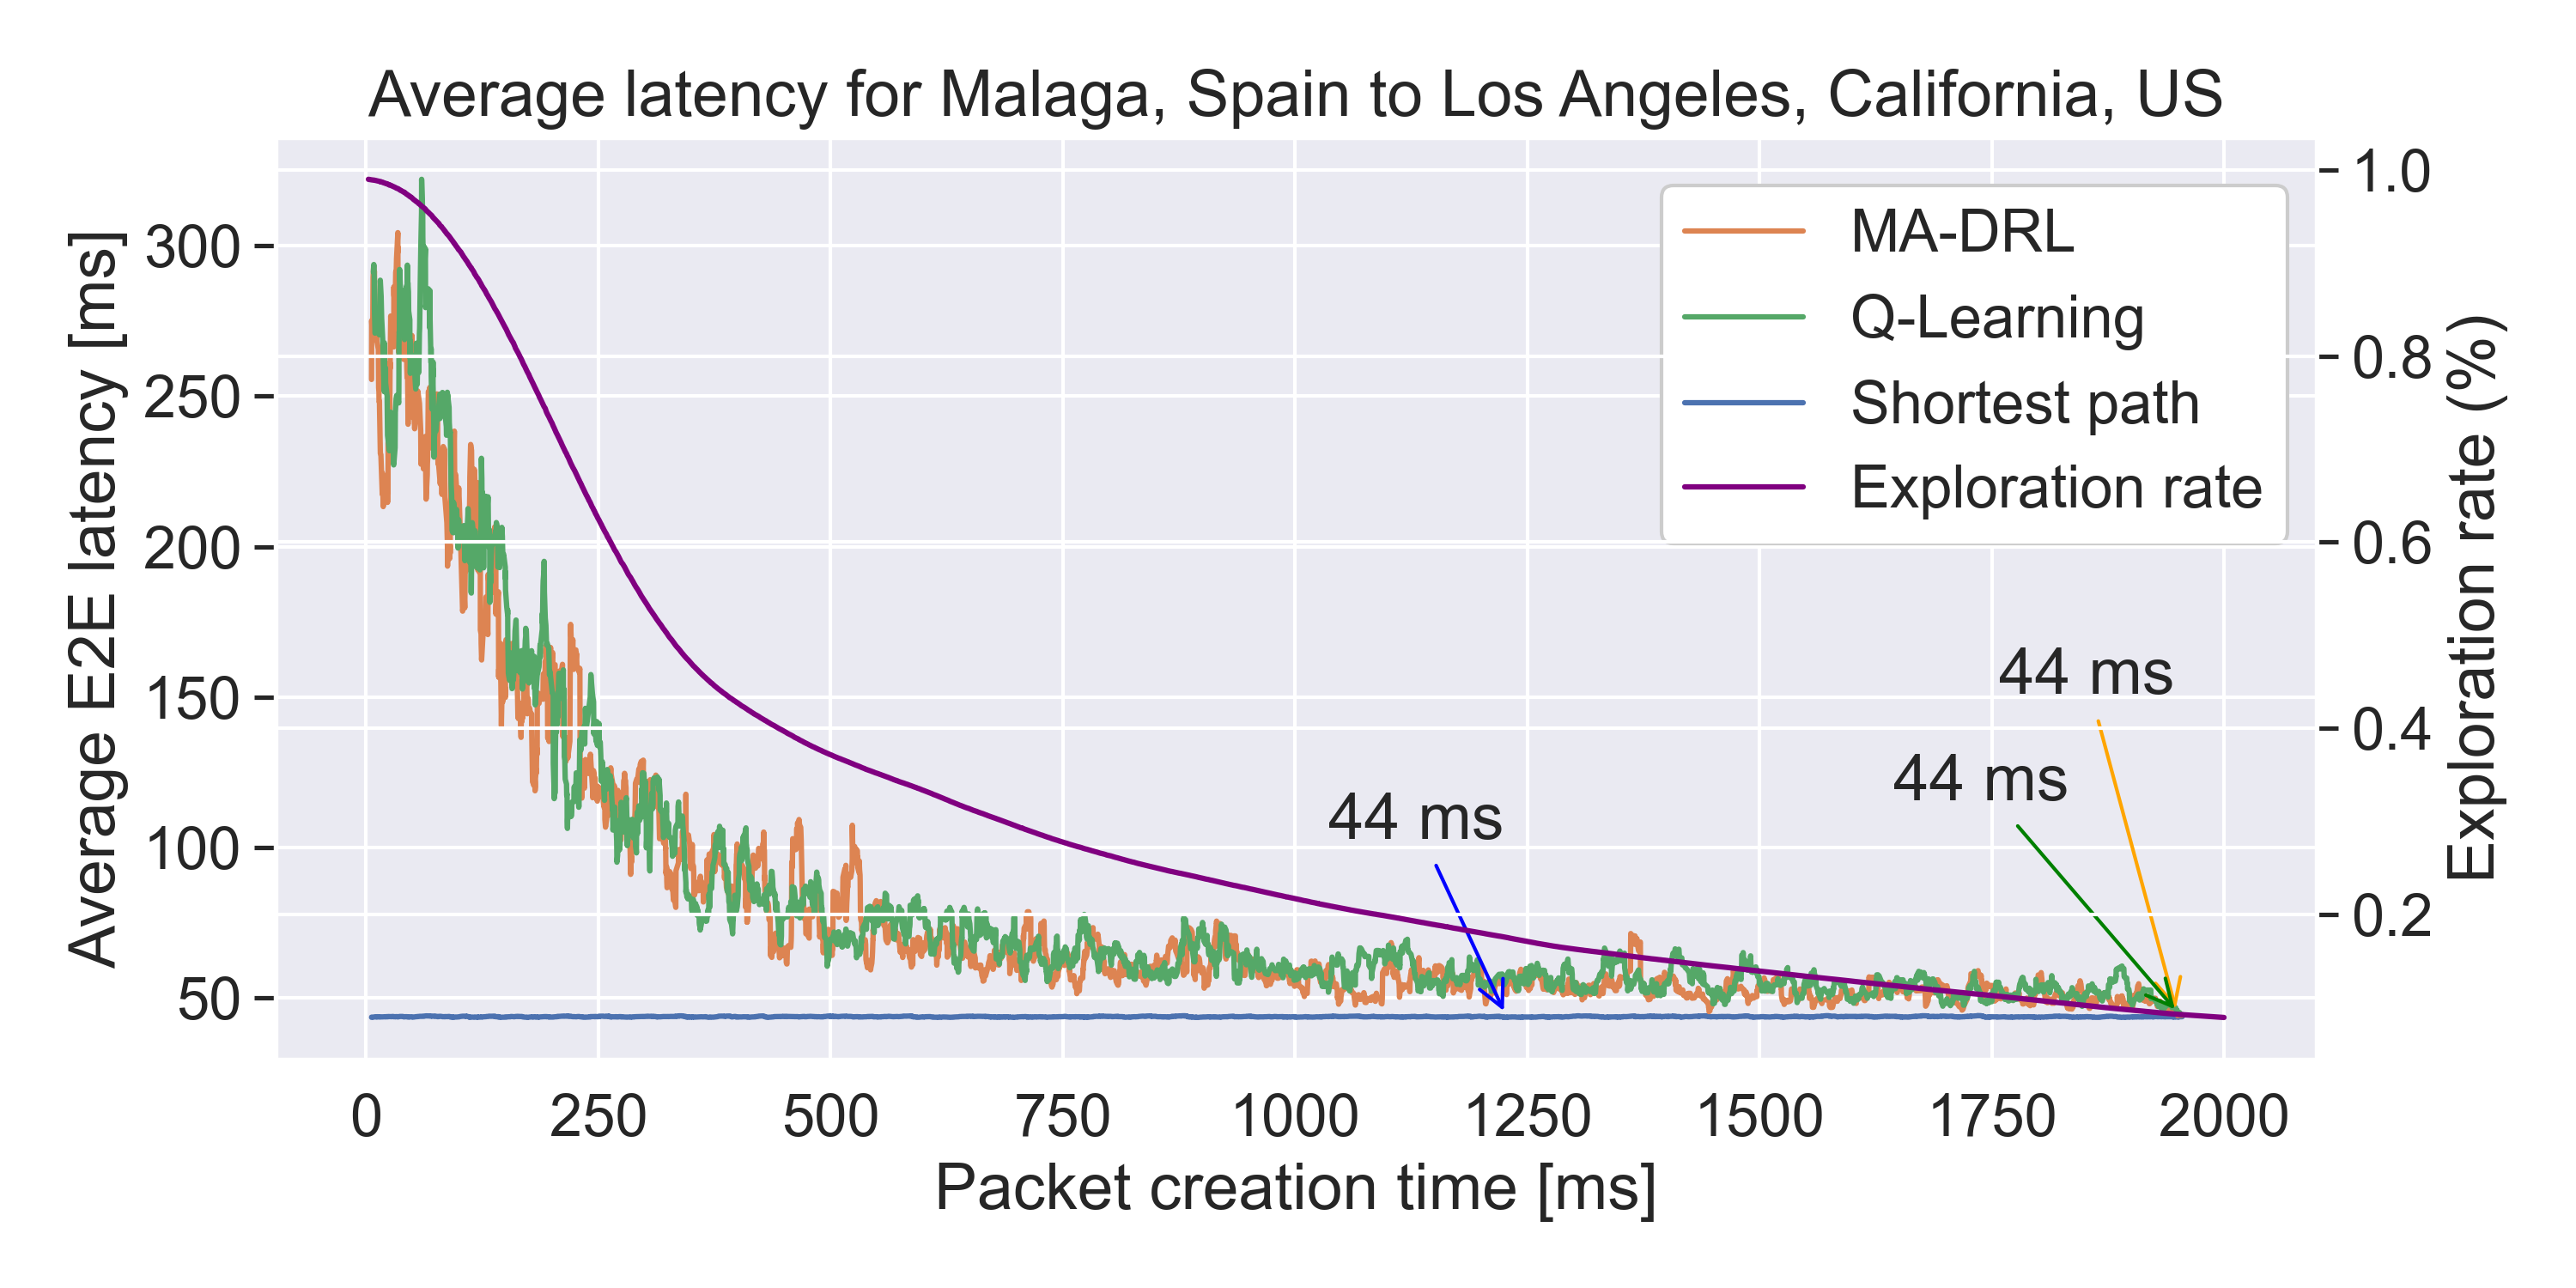 Average latency for Malaga, Spain to Los Angeles, California, US
Average E2E latency [ms]
300
250
200
150
100
50
1.0
0.8
0.6
0.4
0.2
Exploration rate (%)
MA-DRL
Q-Learning
Shortest path
Exploration rate
44 ms
44 ms
44 ms
0 250 500 750 1000 1250 1500 1750 2000
Packet creation time [ms]